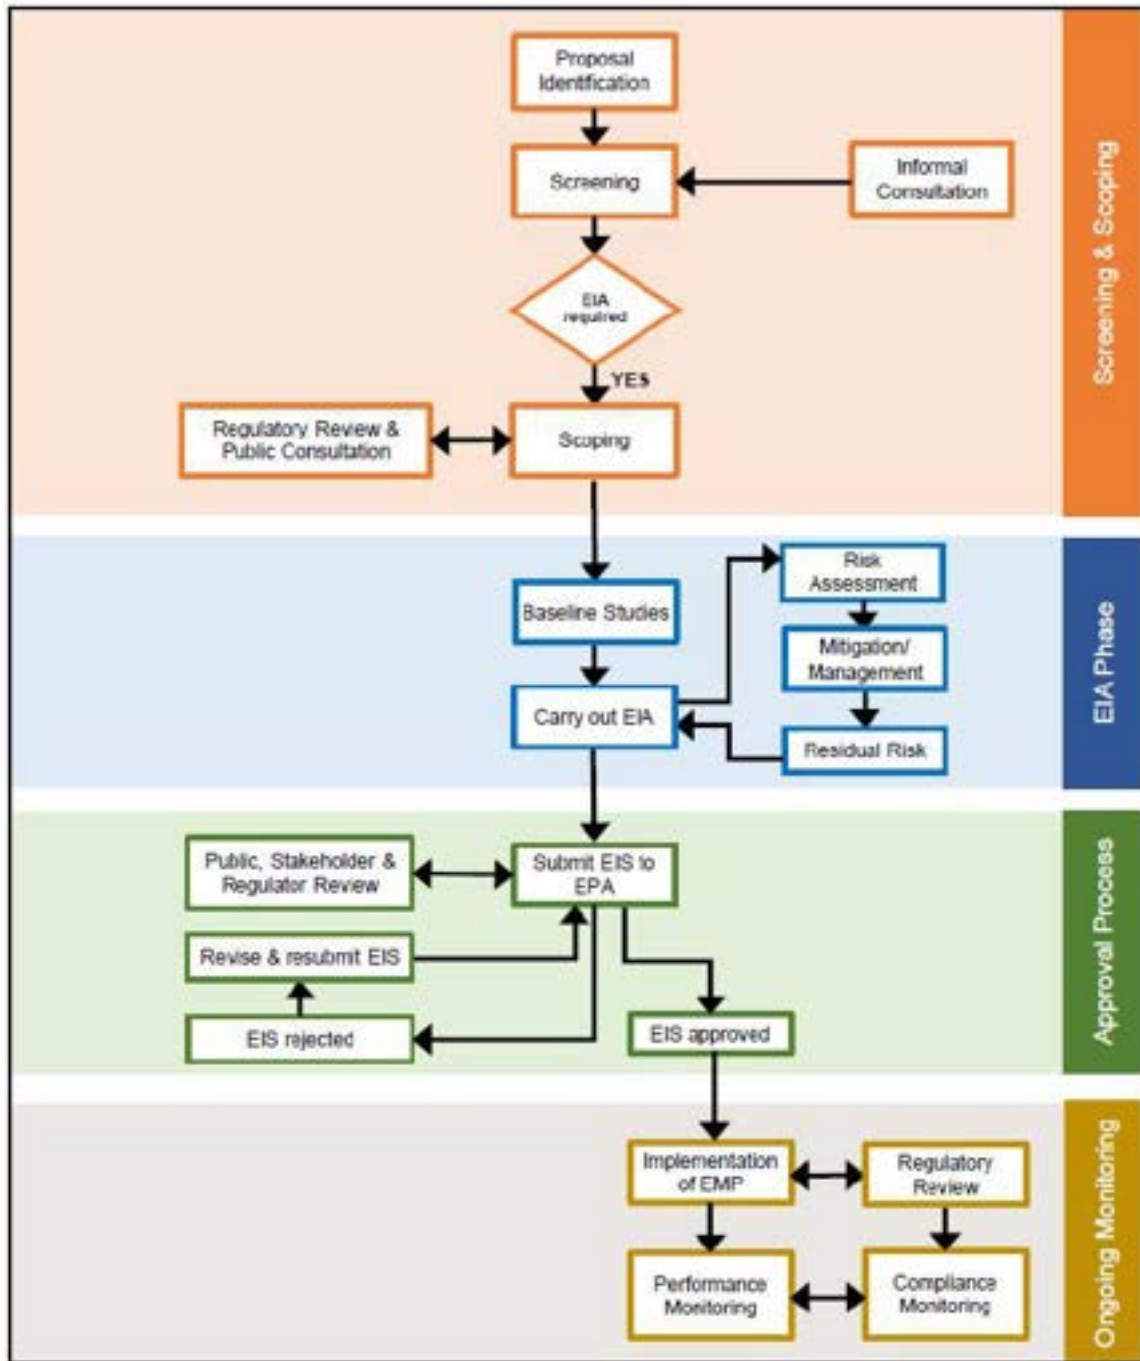 Proposal
Identification
Screening
Informal
Consultation
EIA
required
YES
Regulatory Review &
Public Consultation
Scoping
Screening & Scoping
Baseline Studies
Risk
Assessment
Mitigation/
Management
Carry out EIA
Residual Risk
EIA Phase
Public, Stakeholder &
Regulator Review
Submit EIS to
EPA
Revise & resubmit EIS
EIS rejected
EIS approved
Approval Process
Implementation
of EMP
Regulatory
Review
Performance
Monitoring
Compliance
Monitoring
Ongoing Monitoring